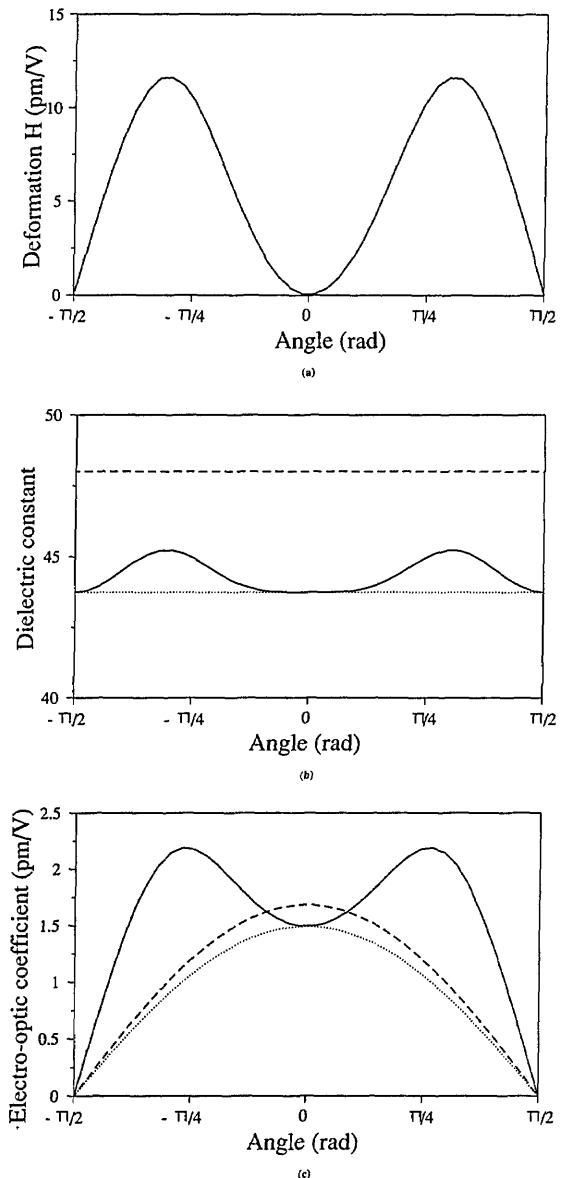 15
10
5
0
Deformation H (pm/V)
- π/2
- π/4
0
π/4
π/2
Angle (rad)
(a)
50
45
40
Dielectric constant
- π/2
- π/4
0
π/4
π/2
Angle (rad)
(b)
2.5
2
1.5
1
0.5
0
Electro-optic coefficient (pm/V)
- π/2
- π/4
0
π/4
π/2
Angle (rad)
(c)